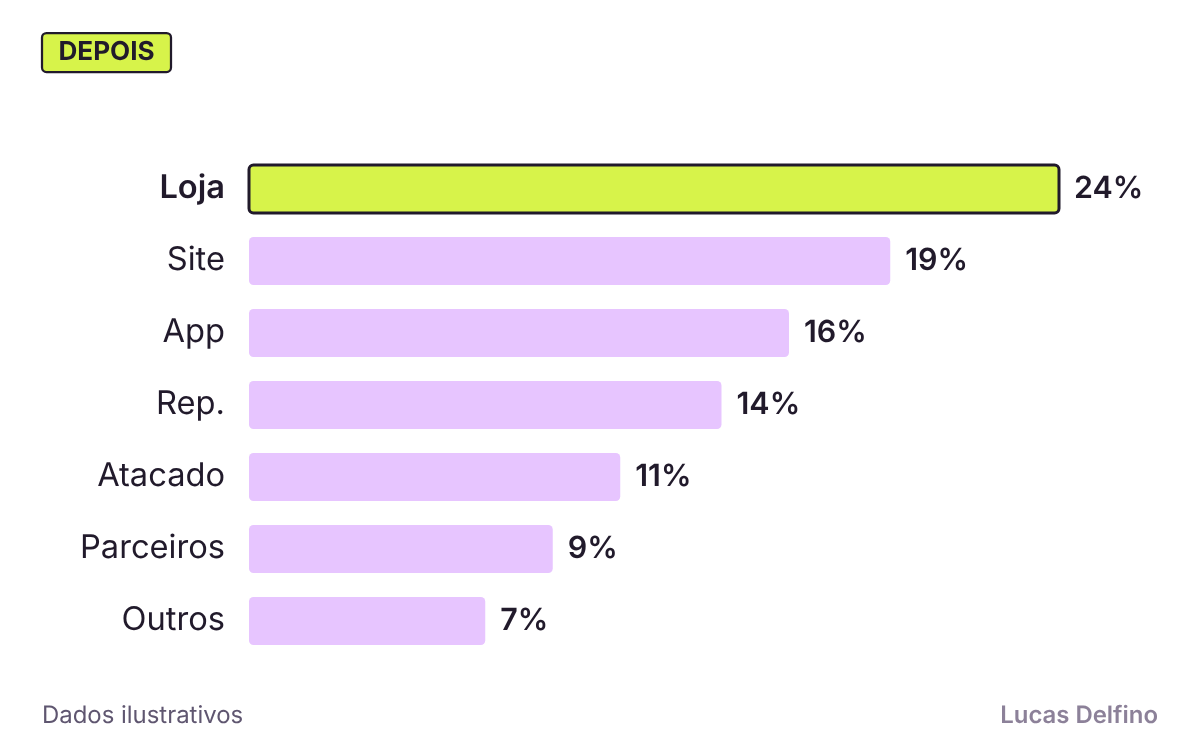 DEPOIS
Loja 24%
Site 19%
App 16%
Rep. 14%
Atacado 11%
Parceiros 9%
Outros 7%
Dados ilustrativos
Lucas Delfino